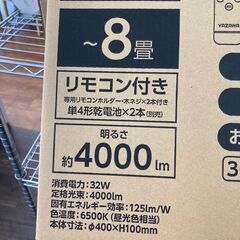 ~8畳
リモコン付き
専用リモコンホルダー・木ネジ×2本付き
単4形乾電池×2本(別売)
明るさ
約4000lm
消費電力：32W
定格光束：4000lm
固有エネルギー効率：125lm/W
色温度：6500K(昼光色相当)
本体寸法：φ400×H100mm
YAZAWA